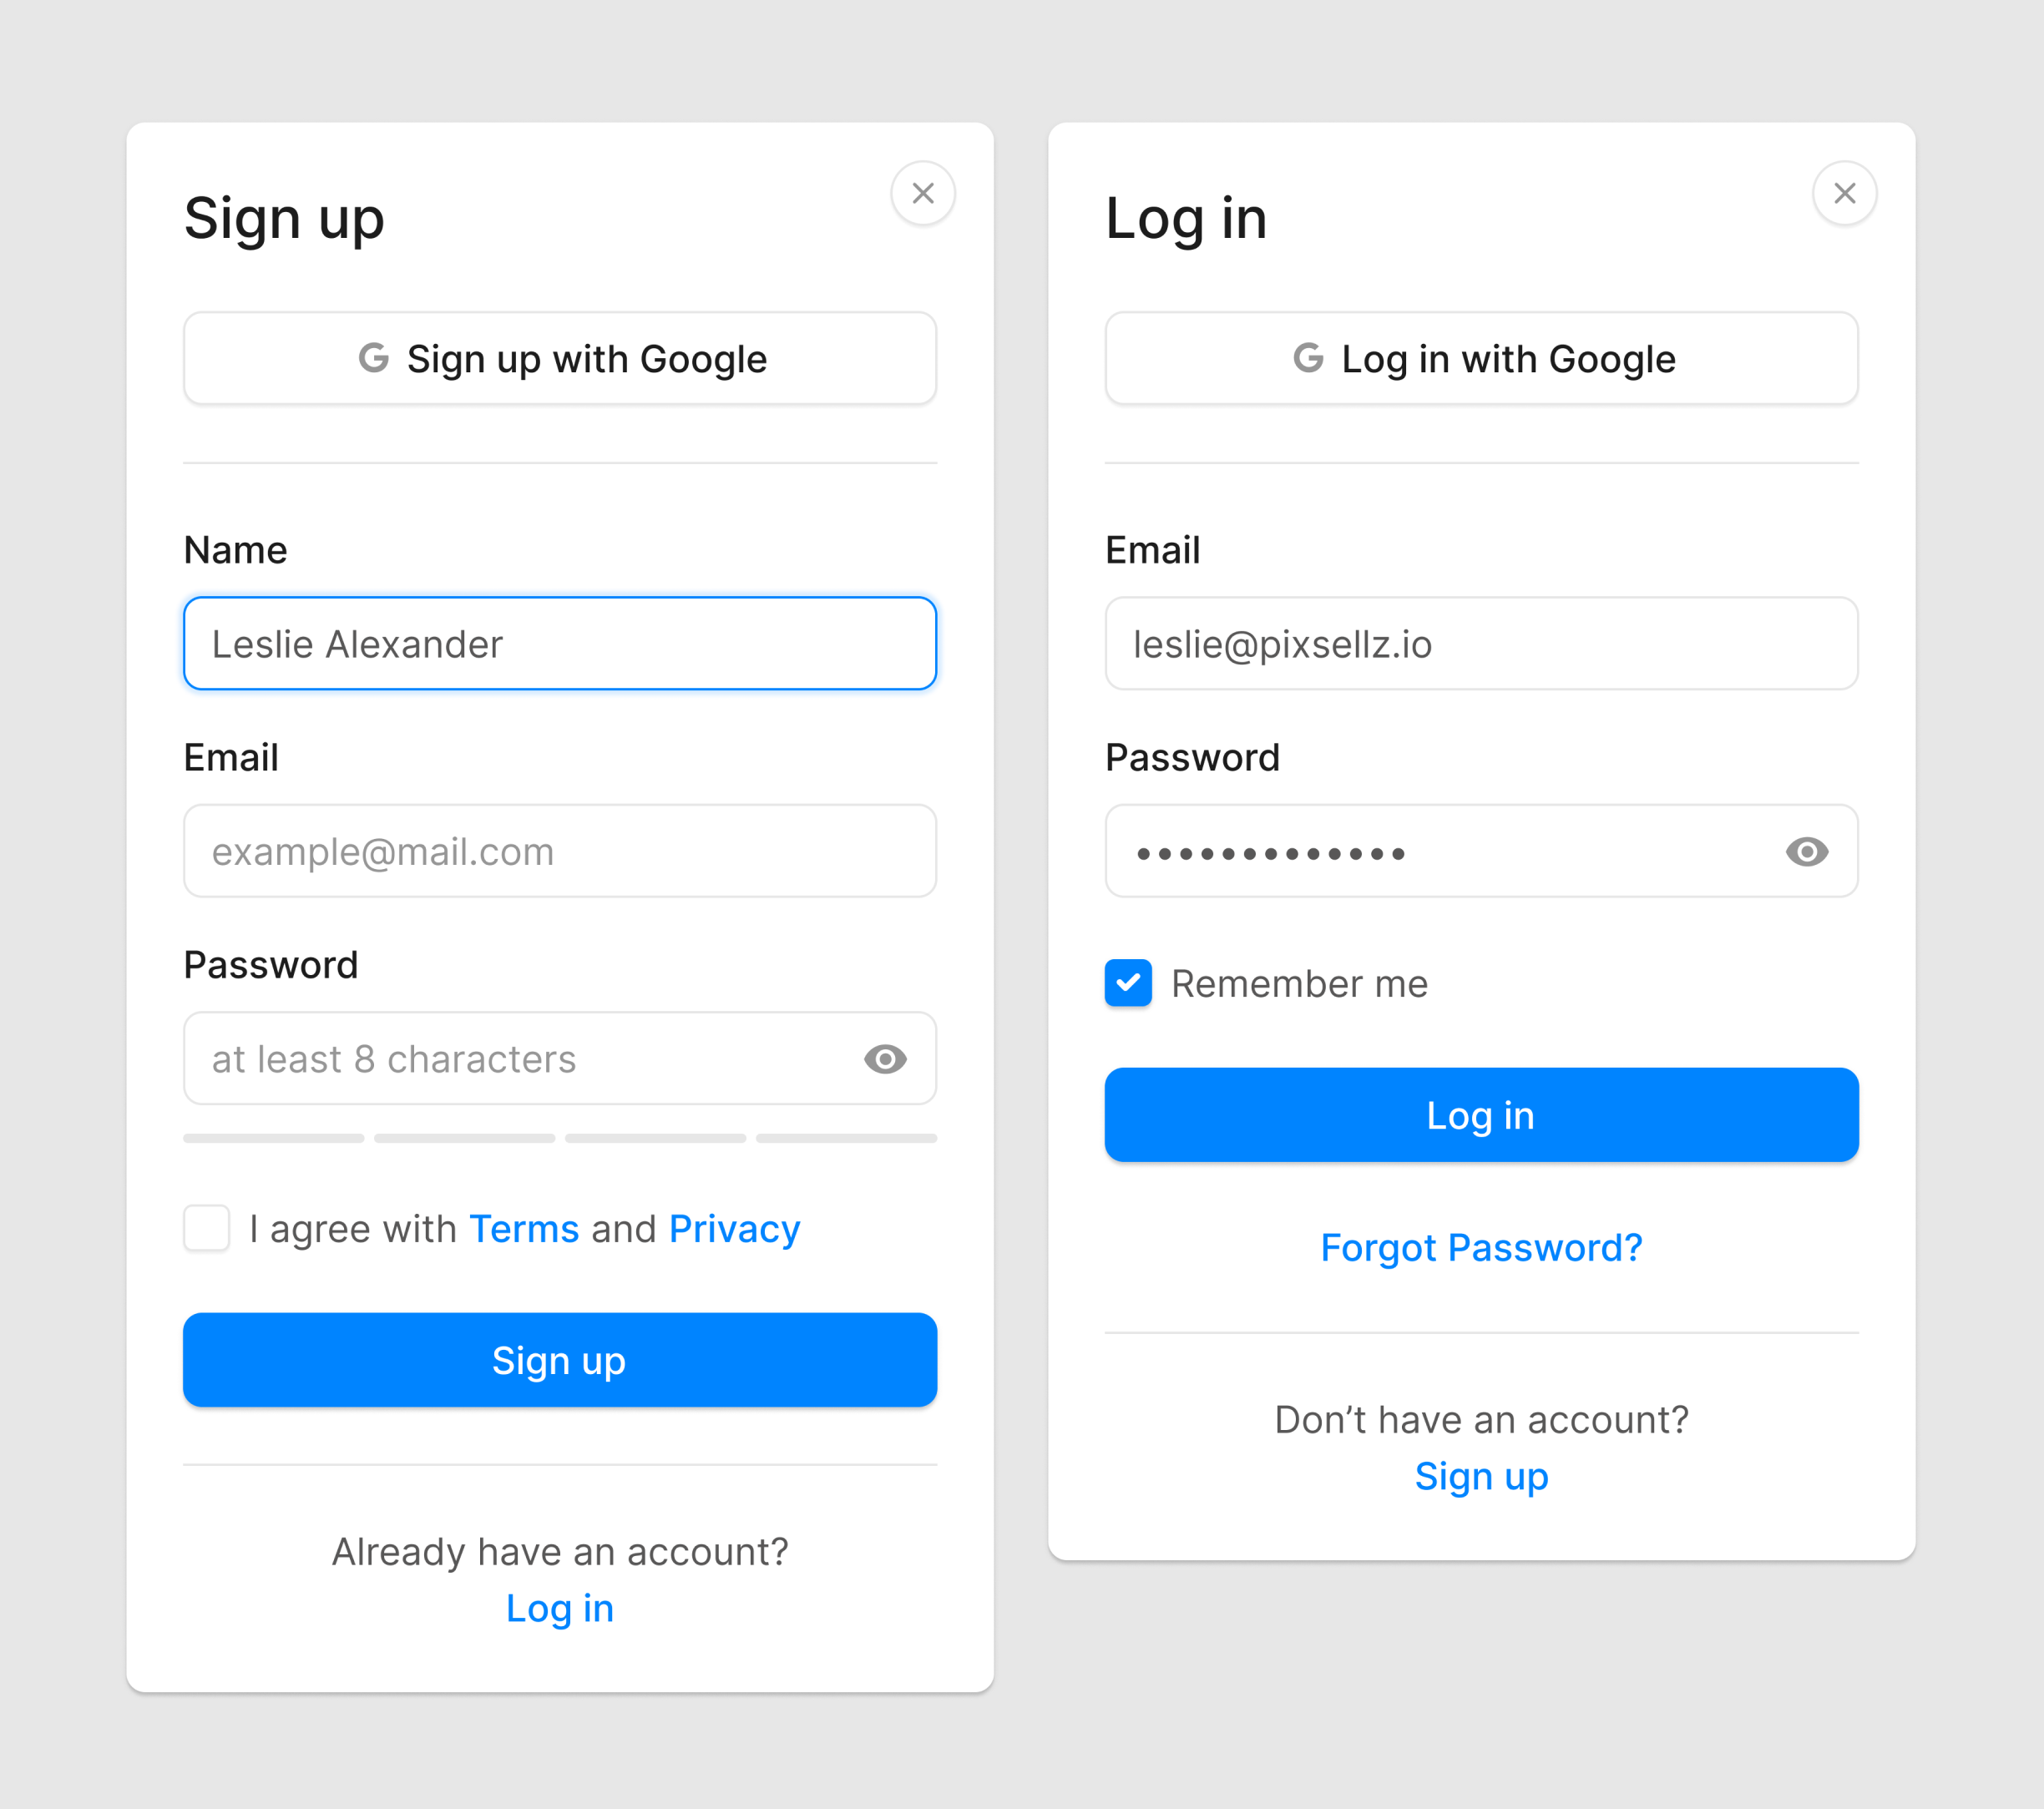 Sign up
Sign up with Google
Name
Leslie Alexander
Email
example@mail.com
Password
at least 8 characters
I agree with Terms and Privacy
Sign up
Already have an account?
Log in
Log in
Log in with Google
Email
leslie@pixsellz.io
Password
Remember me
Log in
Forgot Password?
Don’t have an account?
Sign up